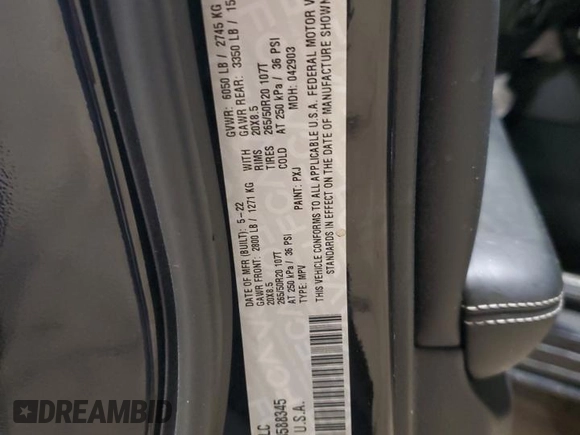 LC
DATE OF MFR (BUILT): 5-22 GVWR: 6050 LB / 2745 KG
GAWR FRONT: 2800 LB / 1271 KG WITH GAWR REAR: 3350 LB / 15
20X8.5 RIMS 20X8.5
265/50R20 107T TIRES 265/50R20 107T
AT 250 kPa / 36 PSI COLD AT 250 kPa / 36 PSI
TYPE: MPV PAINT: PXJ MDH: 042903
THIS VEHICLE CONFORMS TO ALL APPLICABLE U.S.A. FEDERAL MOTOR V
STANDARDS IN EFFECT ON THE DATE OF MANUFACTURE SHOWN
588345
U.S.A.
DREAMBID